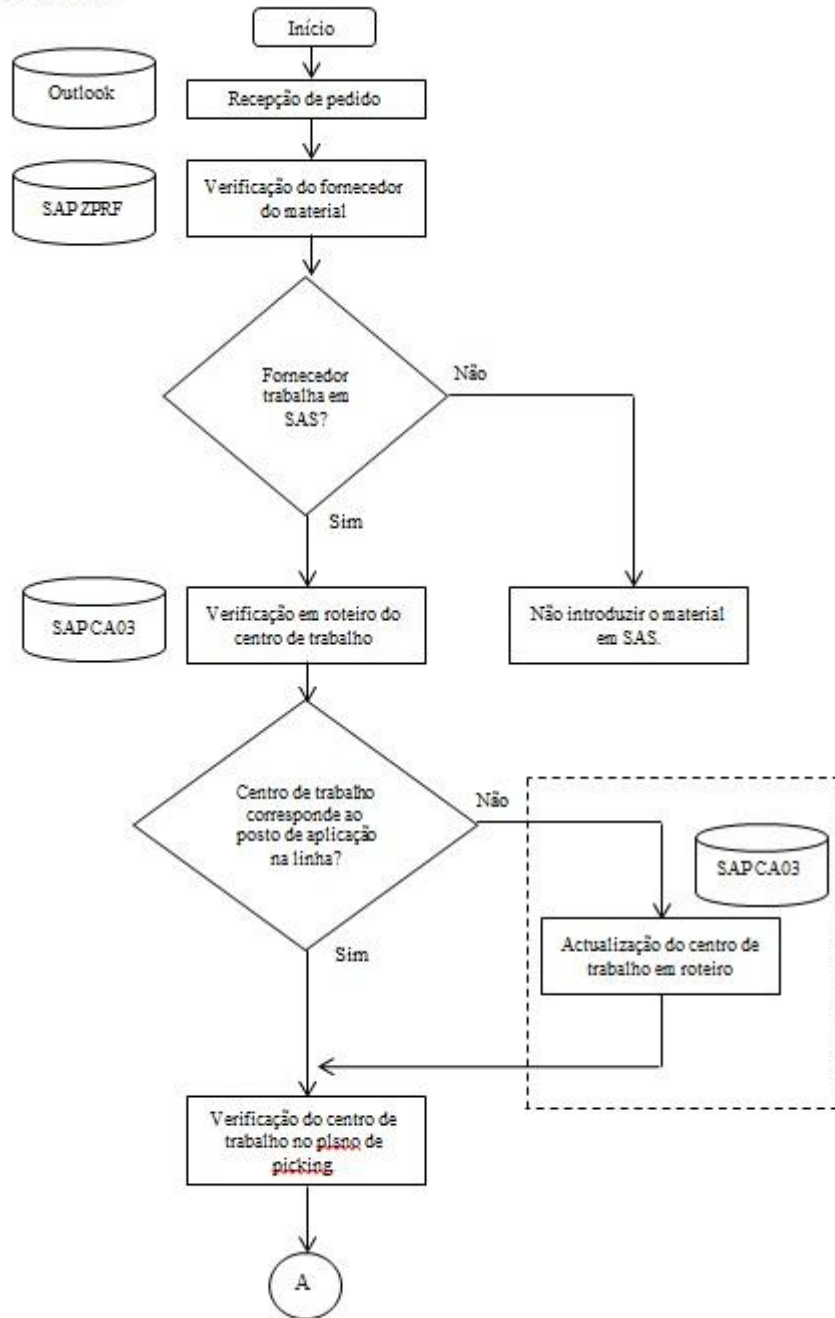 Início
Outlook
Recepção de pedido
SAP ZPRF
Verificação do fornecedor
do material
Fornecedor
trabalha em
SAS?
Não
Sim
SAP CA03
Verificação em roteiro do
centro de trabalho
Não introduzir o material
em SAS.
Centro de trabalho
corresponde ao
posto de aplicação
na linha?
Não
SAP CA03
Sim
Actualização do centro de
trabalho em roteiro
Verificação do centro de
trabalho no plano de
picking
A